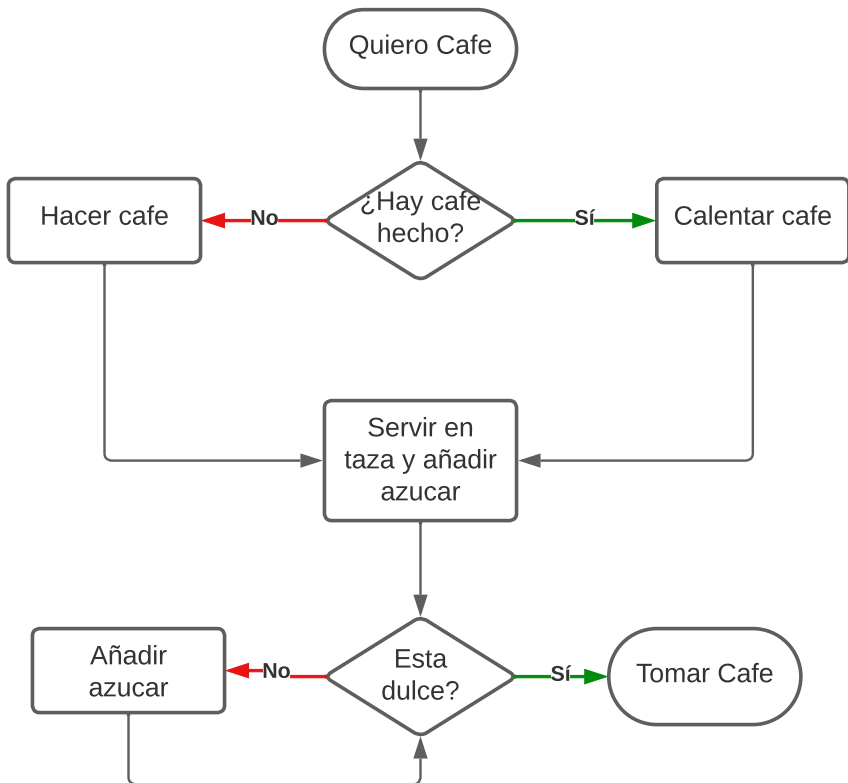 Quiero Cafe
Hacer cafe
No
¿Hay cafe
hecho?
Sí
Calentar cafe
Servir en
taza y añadir
azucar
Añadir
azucar
No
Esta
dulce?
Sí
Tomar Cafe